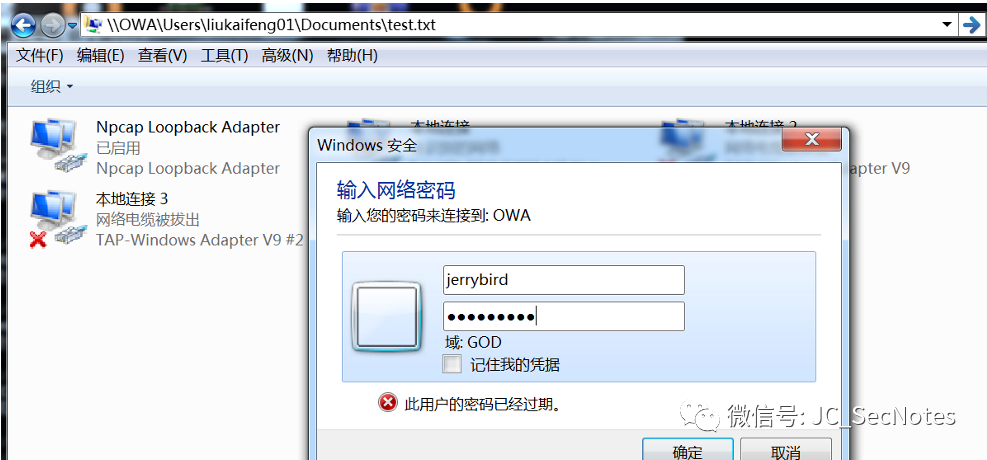 \\OWA\Users\liukaifeng01\Documents\test.txt
文件(F) 编辑(E) 查看(V) 工具(T) 高级(N) 帮助(H)
组织
Npcap Loopback Adapter
已启用
Npcap Loopback Adapter
本地连接 3
网络电缆被拔出
TAP-Windows Adapter V9 #2
本地连接
本地连接 2
apter V9
Windows 安全
输入网络密码
输入您的密码来连接到: OWA
jerrybird
●●●●●●●●●
域: GOD
记住我的凭据
此用户的密码已经过期。
确定 取消
微信号: JC_SecNotes